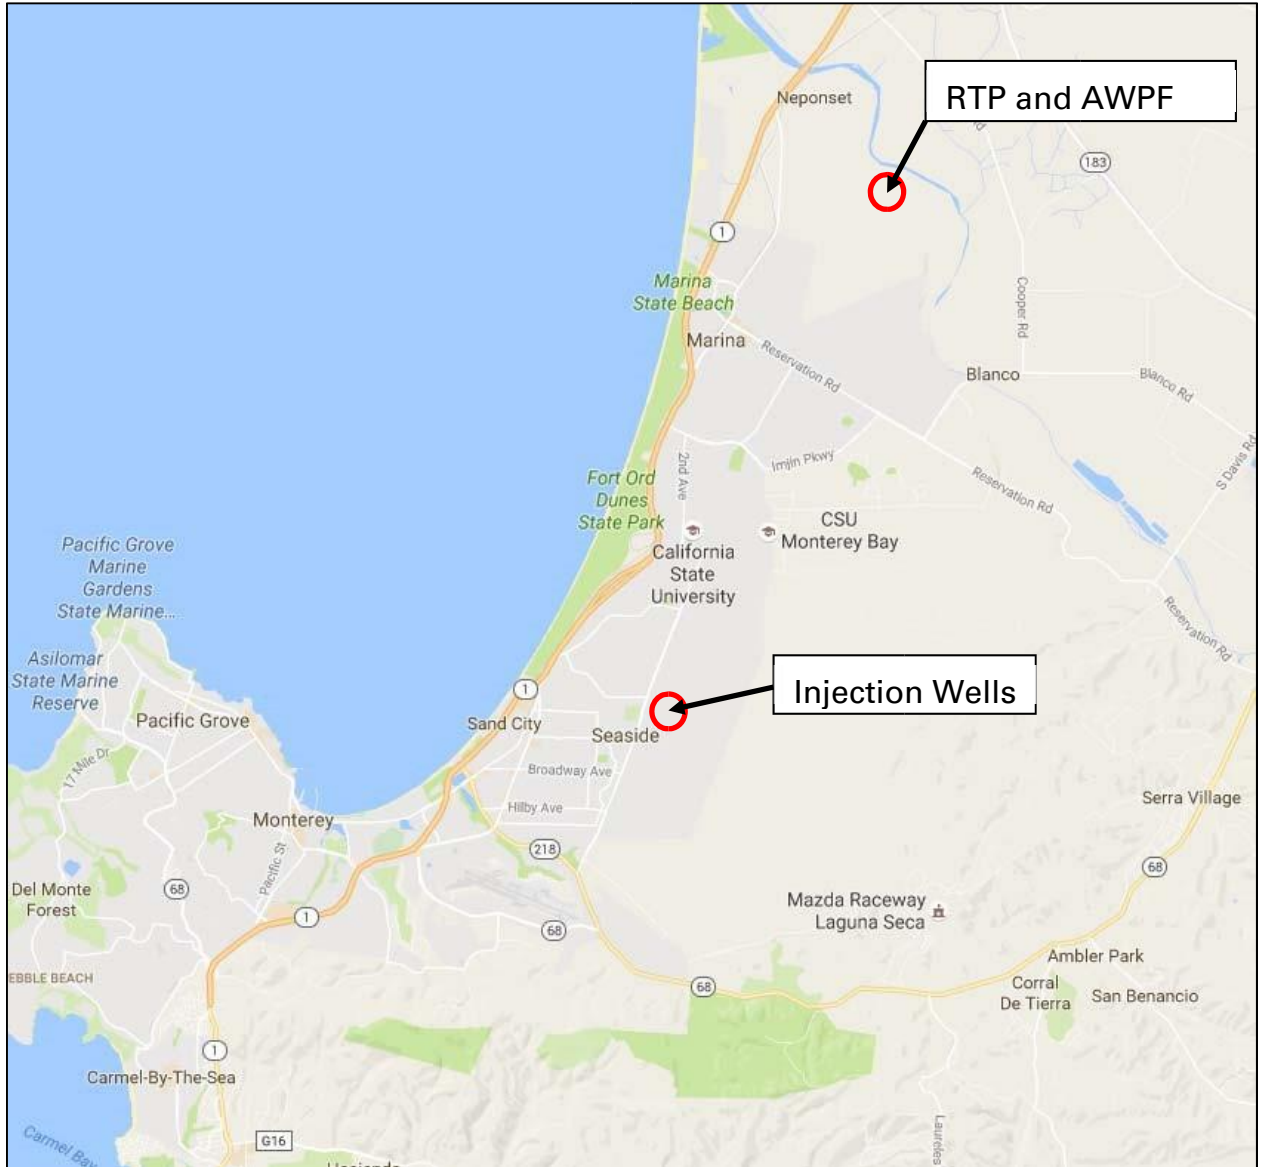 Neponset
RTP and AWPF
183
1
Marina
State Beach
Cooper Rd
Marina
Reservation Rd
Blanco
Blanco Rd
2nd Ave
Imjin Pkwy
S Davis Rd
Fort Ord
Dunes
State Park
Reservation Rd
CSU
Monterey Bay
California
State
University
Pacific Grove
Marine
Gardens
State Marine...
Reservation Rd
Asilomar
State Marine
Reserve
Injection Wells
1
Pacific Grove
Sand City
Seaside
17 Mile Dr
Broadway Ave
Hilby Ave
Serra Village
Monterey
218
Pacific St
68
68
Del Monte
Forest
1
68
Mazda Raceway
Laguna Seca
Ambler Park
EBBLE BEACH
68
Corral
De Tierra
San Benancio
1
Carmel-By-The-Sea
Laureles
G16
Carmel Bay